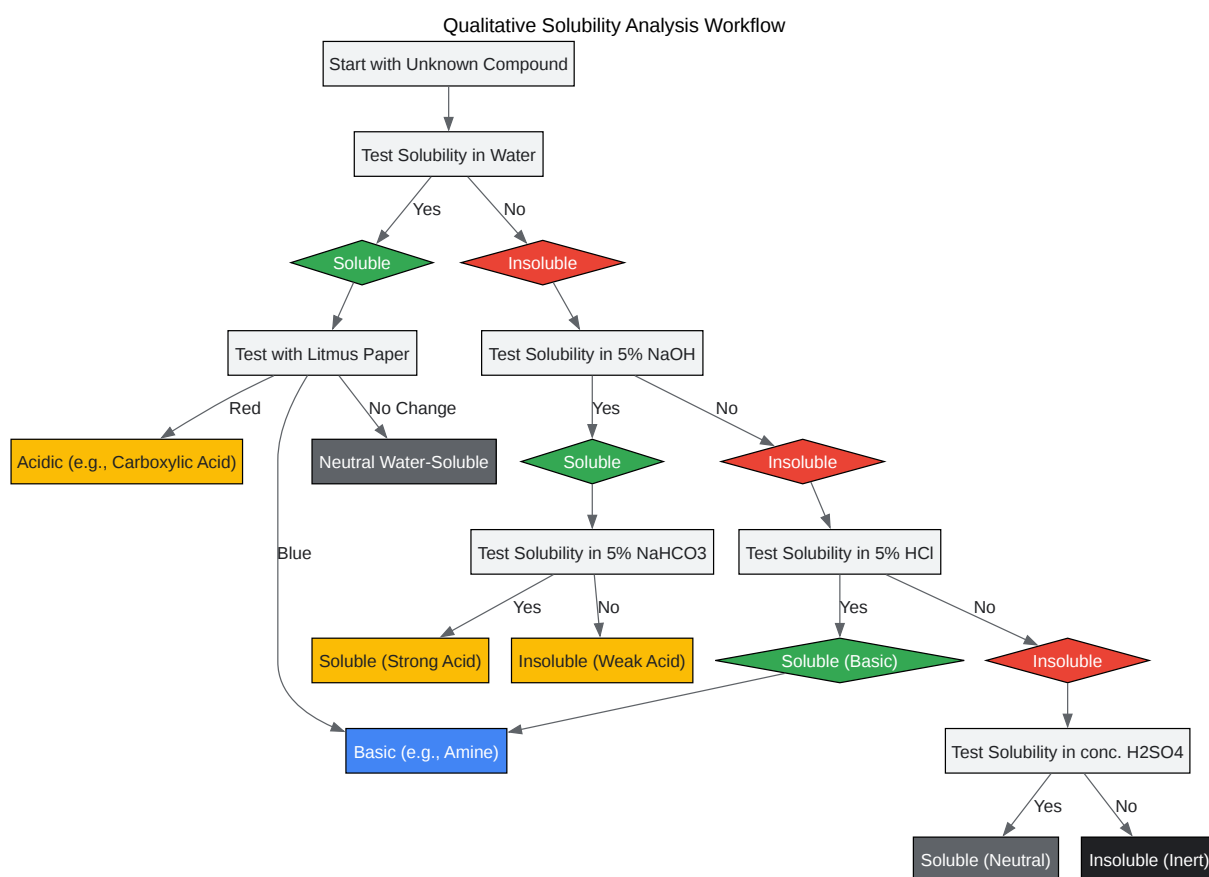 Qualitative Solubility Analysis Workflow
Start with Unknown Compound
Test Solubility in Water
Yes
No
Soluble
Insoluble
Test with Litmus Paper
Test Solubility in 5% NaOH
Red
No Change
Yes
No
Acidic (e.g., Carboxylic Acid)
Neutral Water-Soluble
Soluble
Insoluble
Blue
Test Solubility in 5% NaHCO3
Test Solubility in 5% HCl
Yes
No
Yes
No
Soluble (Strong Acid)
Insoluble (Weak Acid)
Soluble (Basic)
Insoluble
Basic (e.g., Amine)
Test Solubility in conc. H2SO4
Yes
No
Soluble (Neutral)
Insoluble (Inert)